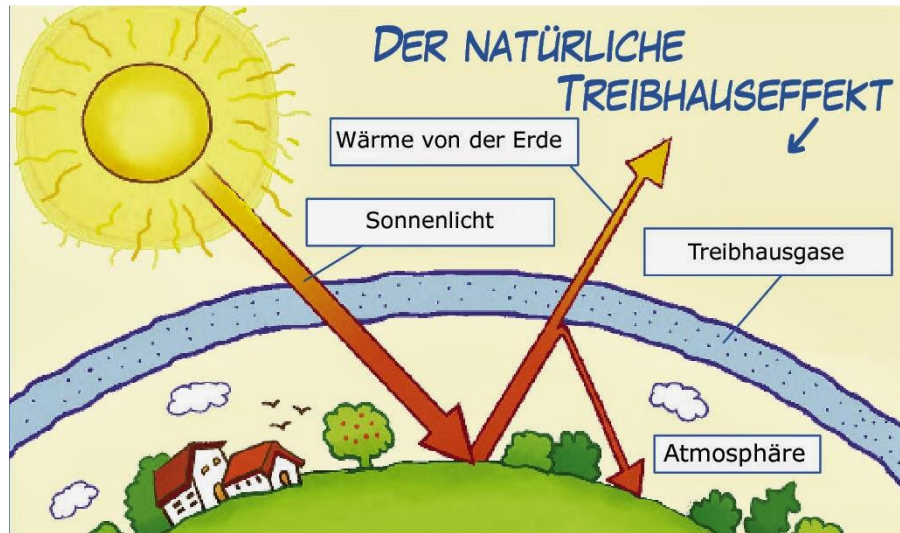 DER NATÜRLICHE
TREIBHAUSEFFEKT
Wärme von der Erde
Sonnenlicht
Treibhausgase
Atmosphäre